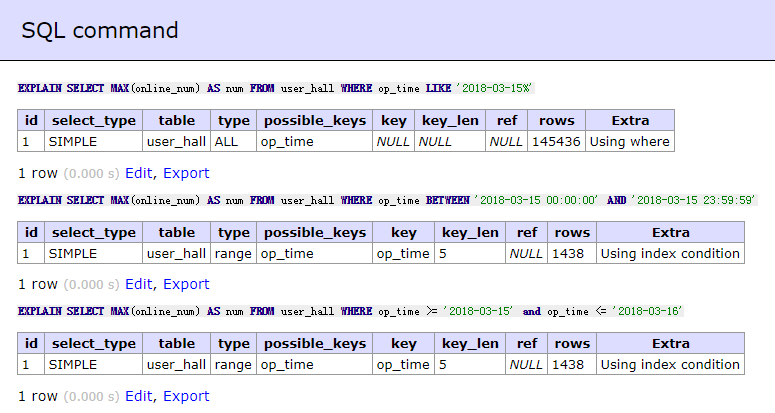 SQL command
EXPLAIN SELECT MAX(online_num) AS num FROM user_hall WHERE op_time LIKE '2018-03-15%'
id select_type table type possible_keys key key_len ref rows Extra
1 SIMPLE user_hall ALL op_time NULL NULL NULL 145436 Using where
1 row (0.000 s) Edit, Export
EXPLAIN SELECT MAX(online_num) AS num FROM user_hall WHERE op_time BETWEEN '2018-03-15 00:00:00' AND '2018-03-15 23:59:59'
id select_type table type possible_keys key key_len ref rows Extra
1 SIMPLE user_hall range op_time op_time 5 NULL 1438 Using index condition
1 row (0.000 s) Edit, Export
EXPLAIN SELECT MAX(online_num) AS num FROM user_hall WHERE op_time >= '2018-03-15' and op_time <= '2018-03-16'
id select_type table type possible_keys key key_len ref rows Extra
1 SIMPLE user_hall range op_time op_time 5 NULL 1438 Using index condition
1 row (0.000 s) Edit, Export